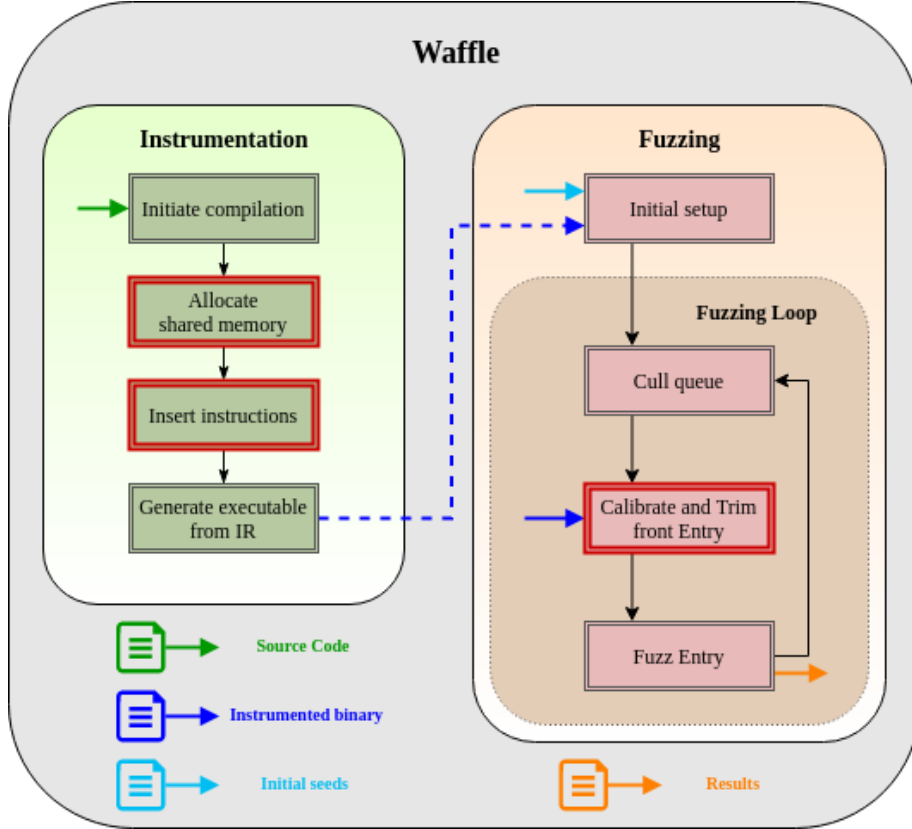 Waffle
Instrumentation
Initiate compilation
Allocate
shared memory
Insert instructions
Generate executable
from IR
Fuzzing
Initial setup
Fuzzing Loop
Cull queue
Calibrate and Trim
front Entry
Fuzz Entry
Source Code
Instrumented binary
Initial seeds
Results